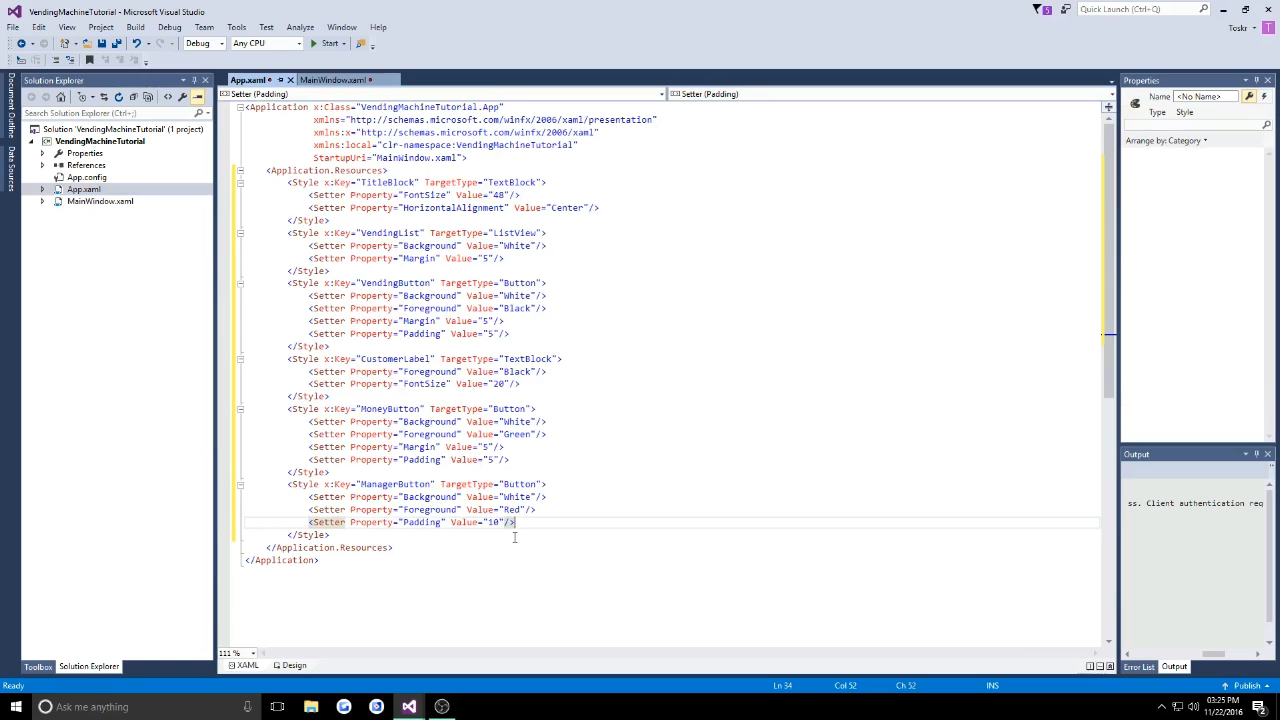 VendingMachineTutorial - Microsoft Visual Studio
5
Quick Launch (Ctrl+Q)
File Edit View Project Build Debug Team Tools Test Analyze Window Help
Toskr
T
Debug Any CPU Start
Document Outline
Data Sources
Solution Explorer
Search Solution Explorer (Ctrl+;)
Solution 'VendingMachineTutorial' (1 project)
VendingMachineTutorial
Properties
References
App.config
App.xaml
MainWindow.xaml
Toolbox Solution Explorer
App.xaml MainWindow.xaml
Setter (Padding) Setter (Padding)
<Application x:Class="VendingMachineTutorial.App"
xmlns="http://schemas.microsoft.com/winfx/2006/xaml/presentation"
xmlns:x="http://schemas.microsoft.com/winfx/2006/xaml"
xmlns:local="clr-namespace:VendingMachineTutorial"
StartupUri="MainWindow.xaml">
<Application.Resources>
<Style x:Key="TitleBlock" TargetType="TextBlock">
<Setter Property="FontSize" Value="48"/>
<Setter Property="HorizontalAlignment" Value="Center"/>
</Style>
<Style x:Key="VendingList" TargetType="ListView">
<Setter Property="Background" Value="White"/>
<Setter Property="Margin" Value="5"/>
</Style>
<Style x:Key="VendingButton" TargetType="Button">
<Setter Property="Background" Value="White"/>
<Setter Property="Foreground" Value="Black"/>
<Setter Property="Margin" Value="5"/>
<Setter Property="Padding" Value="5"/>
</Style>
<Style x:Key="CustomerLabel" TargetType="TextBlock">
<Setter Property="Foreground" Value="Black"/>
<Setter Property="FontSize" Value="20"/>
</Style>
<Style x:Key="MoneyButton" TargetType="Button">
<Setter Property="Background" Value="White"/>
<Setter Property="Foreground" Value="Green"/>
<Setter Property="Margin" Value="5"/>
<Setter Property="Padding" Value="5"/>
</Style>
<Style x:Key="ManagerButton" TargetType="Button">
<Setter Property="Background" Value="White"/>
<Setter Property="Foreground" Value="Red"/>
<Setter Property="Padding" Value="10"/>
</Style>
</Application.Resources>
</Application>
111 %
XAML Design
Properties
Name <No Name>
Type Style
Arrange by: Category
Output
ss. Client authentication req
Error List Output
Ready Ln 34 Col 52 Ch 52 INS Publish
Ask me anything
03:25 PM
11/22/2016
2